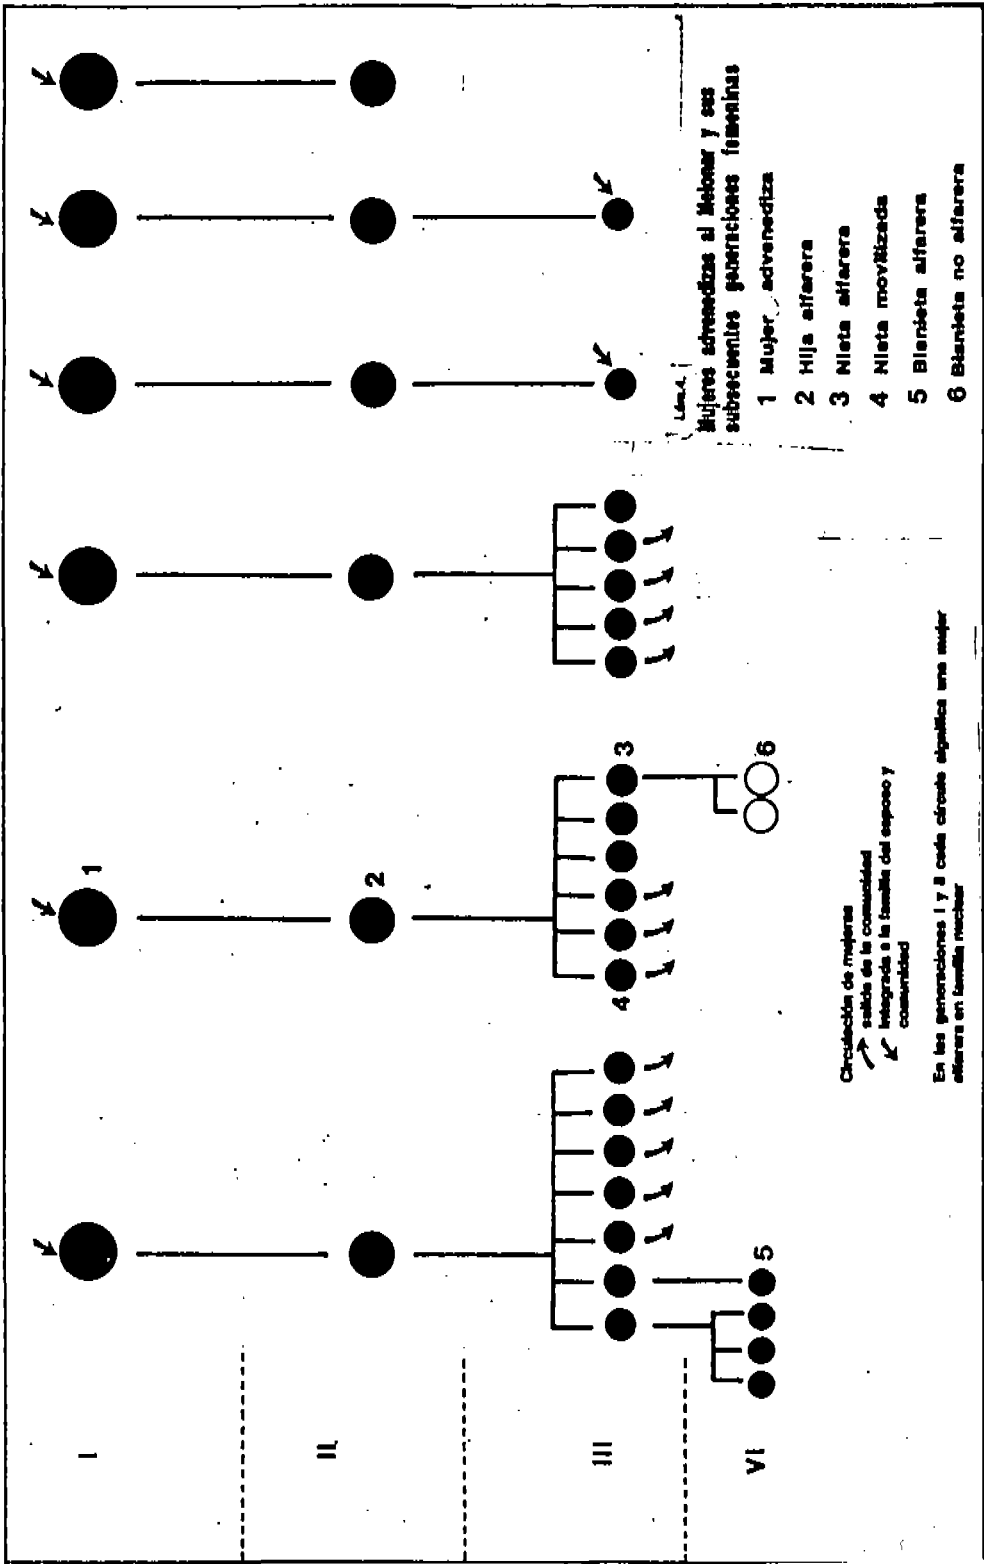 I
II
III
VI
1
2
3
4
5
6
Lám.4.
Mujeres advenedizas al Melonar y sus
subsecuentes generaciones femeninas
1 Mujer advenediza
2 Hija alfarera
3 Nieta alfarera
4 Nieta movilizada
5 Bisnieta alfarera
6 Bisnieta no alfarera
Circulación de mujeres
salida de la comunidad
integrada a la familia del esposo y
comunidad
En las generaciones I y II cada círculo significa una mujer
alfarera en familia nuclear